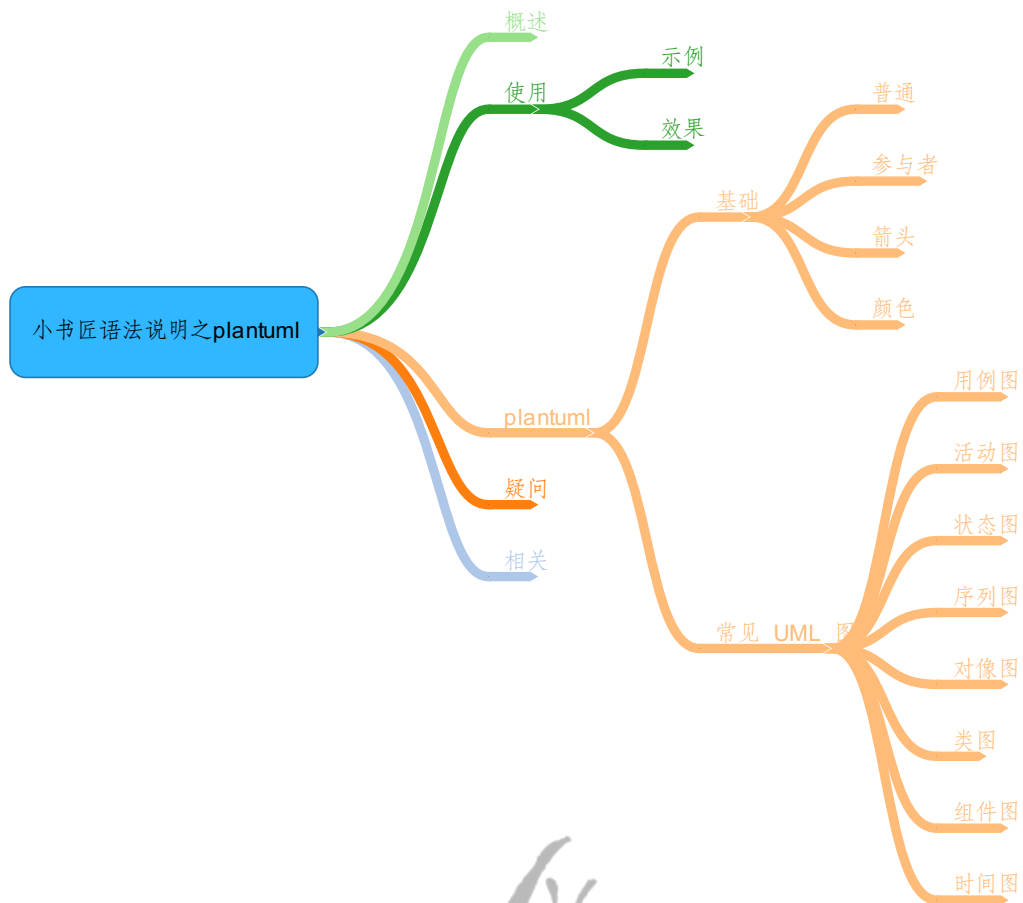 概述
示例
使用
效果
普通
参与者
基础
箭头
颜色
小书匠语法说明之plantuml
用例图
plantuml
活动图
疑问
状态图
相关
序列图
常见 UML 图
对像图
类图
组件图
时间图